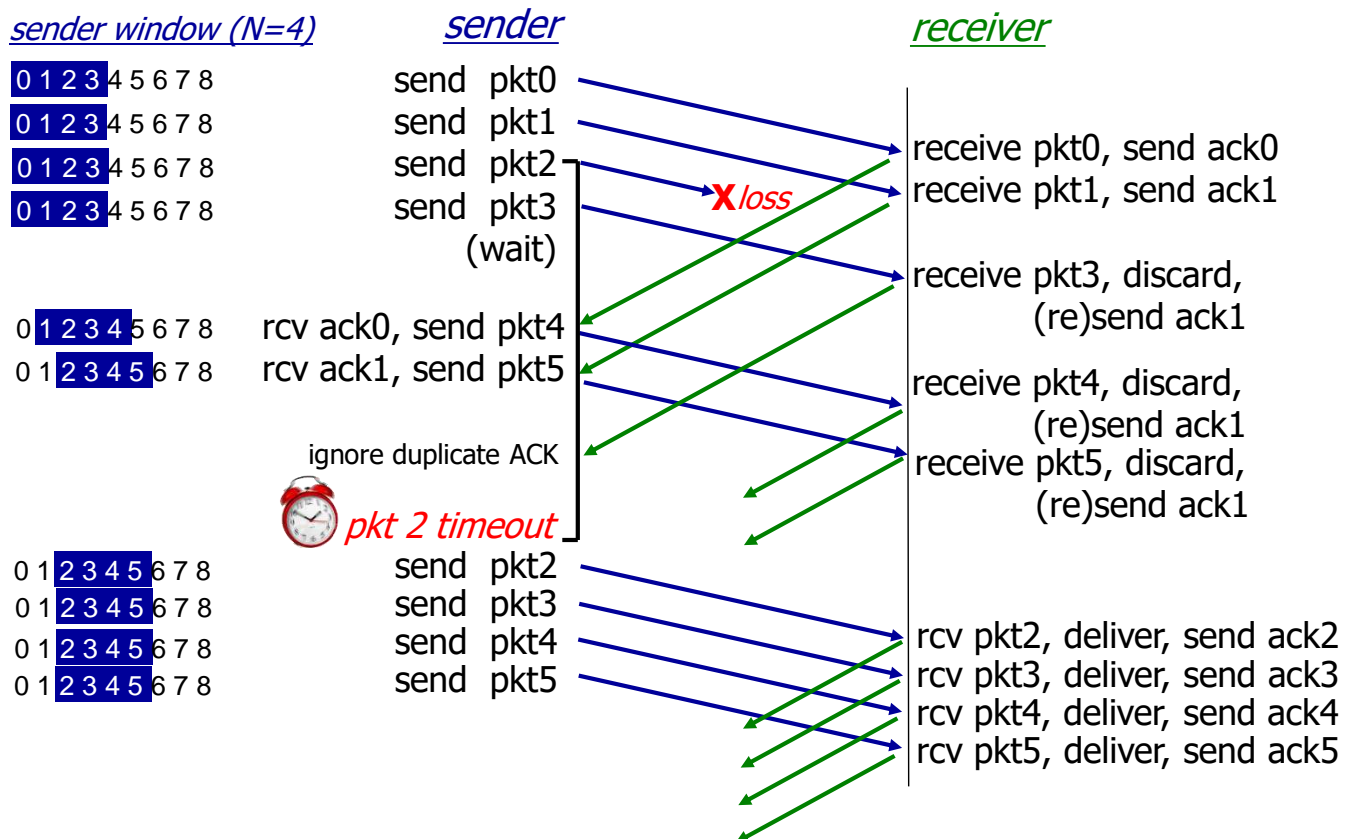 sender window (N=4) sender receiver
0 1 2 3 4 5 6 7 8 send pkt0
0 1 2 3 4 5 6 7 8 send pkt1
receive pkt0, send ack0
0 1 2 3 4 5 6 7 8 send pkt2
X loss
receive pkt1, send ack1
0 1 2 3 4 5 6 7 8 send pkt3
(wait)
receive pkt3, discard,
(re)send ack1
0 1 2 3 4 5 6 7 8 rcv ack0, send pkt4
0 1 2 3 4 5 6 7 8 rcv ack1, send pkt5
receive pkt4, discard,
(re)send ack1
ignore duplicate ACK
receive pkt5, discard,
(re)send ack1
pkt 2 timeout
0 1 2 3 4 5 6 7 8 send pkt2
0 1 2 3 4 5 6 7 8 send pkt3
0 1 2 3 4 5 6 7 8 send pkt4
0 1 2 3 4 5 6 7 8 send pkt5
rcv pkt2, deliver, send ack2
rcv pkt3, deliver, send ack3
rcv pkt4, deliver, send ack4
rcv pkt5, deliver, send ack5